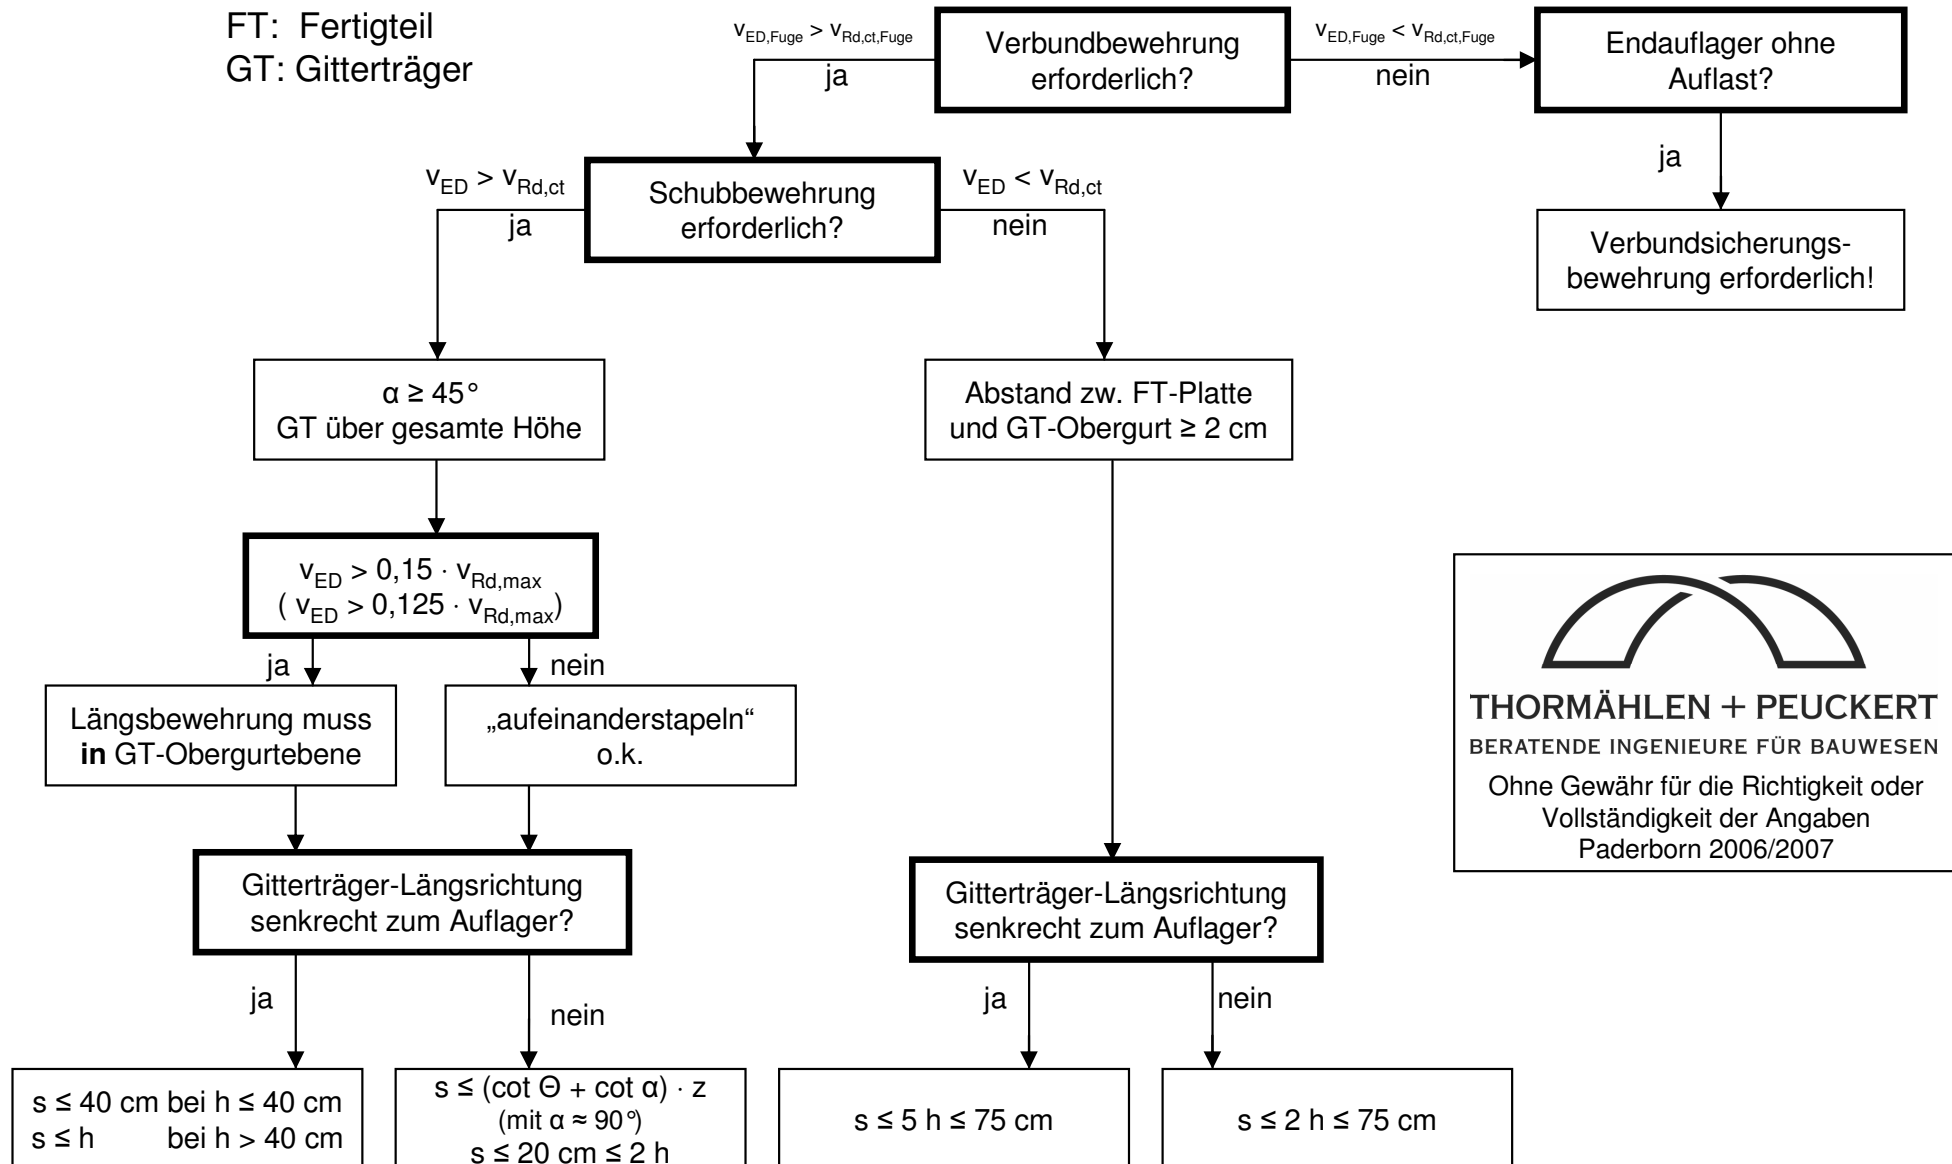 FT: Fertigteil
GT: Gitterträger
v_ED,Fuge > v_Rd,ct,Fuge
ja
Verbundbewehrung
erforderlich?
v_ED,Fuge < v_Rd,ct,Fuge
nein
Endauflager ohne
Auflast?
ja
Verbundsicherungs-
bewehrung erforderlich!
v_ED > v_Rd,ct
ja
Schubbewehrung
erforderlich?
v_ED < v_Rd,ct
nein
α ≥ 45°
GT über gesamte Höhe
Abstand zw. FT-Platte
und GT-Obergurt ≥ 2 cm
v_ED > 0,15 · v_Rd,max
( v_ED > 0,125 · v_Rd,max)
ja
nein
Längsbewehrung muss
in GT-Obergurtebene
„aufeinanderstapeln“
o.k.
THORMÄHLEN + PEUCKERT
BERATENDE INGENIEURE FÜR BAUWESEN
Ohne Gewähr für die Richtigkeit oder
Vollständigkeit der Angaben
Paderborn 2006/2007
Gitterträger-Längsrichtung
senkrecht zum Auflager?
ja
nein
Gitterträger-Längsrichtung
senkrecht zum Auflager?
ja
nein
s ≤ 40 cm bei h ≤ 40 cm
s ≤ h bei h > 40 cm
s ≤ (cot Θ + cot α) · z
(mit α ≈ 90°)
s ≤ 20 cm ≤ 2 h
s ≤ 5 h ≤ 75 cm
s ≤ 2 h ≤ 75 cm